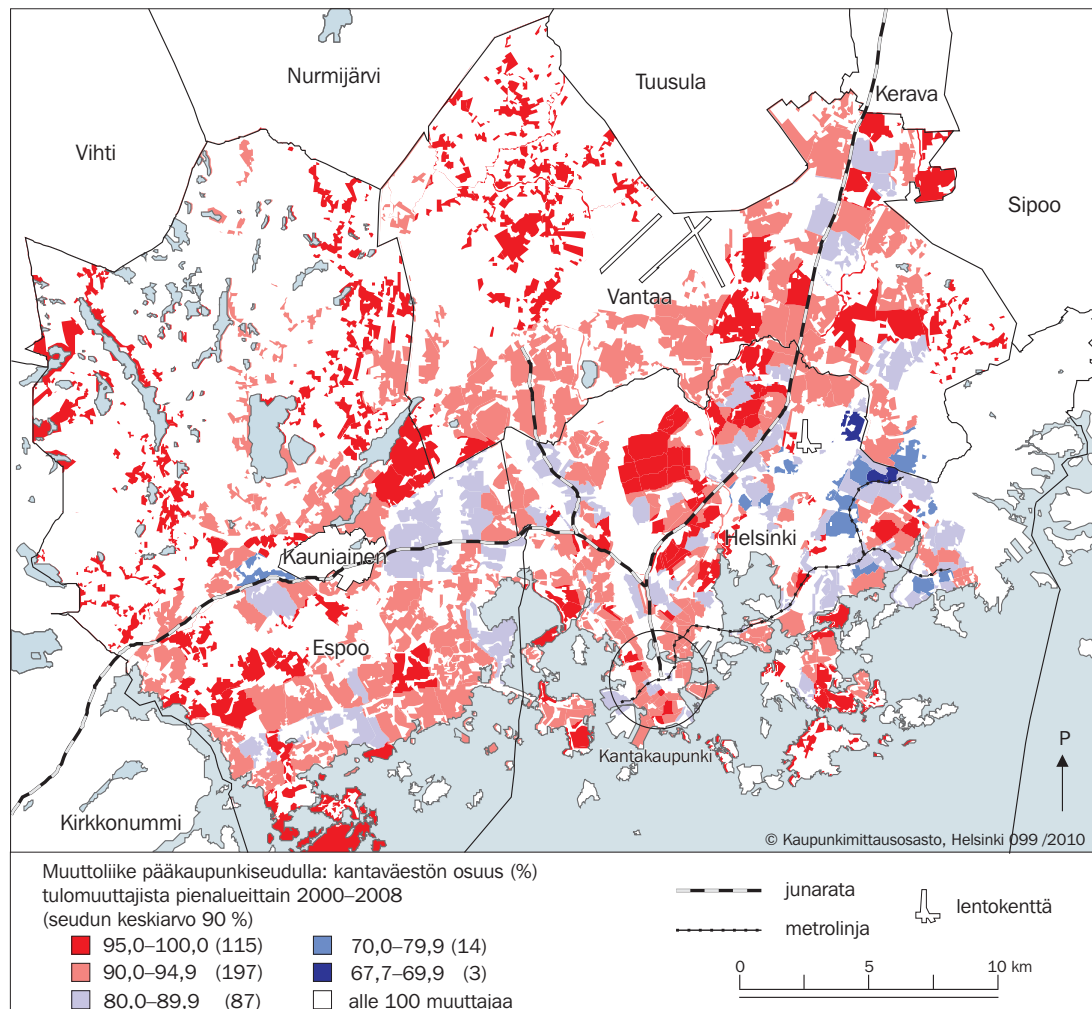 Nurmijärvi
Tuusula
Kerava
Vihti
Sipoo
Vantaa
Kauniainen
Helsinki
Espoo
Kantakaupunki
P
Kirkkonummi
© Kaupunkimittausosasto, Helsinki 099 /2010
Muuttoliike pääkaupunkiseudulla: kantaväestön osuus (%)
tulomuuttajista pienalueittain 2000–2008
(seudun keskiarvo 90 %)
95,0–100,0 (115)
90,0–94,9 (197)
80,0–89,9 (87)
70,0–79,9 (14)
67,7–69,9 (3)
alle 100 muuttajaa
junarata
metrolinja
lentokenttä
0 5 10 km